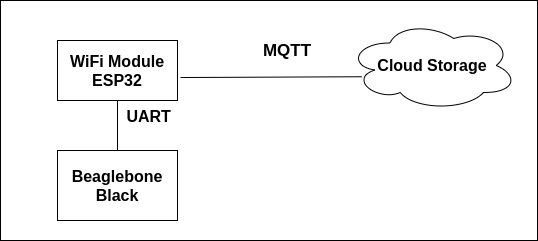 MQTT
WiFi Module
ESP32
Cloud Storage
UART
Beaglebone
Black